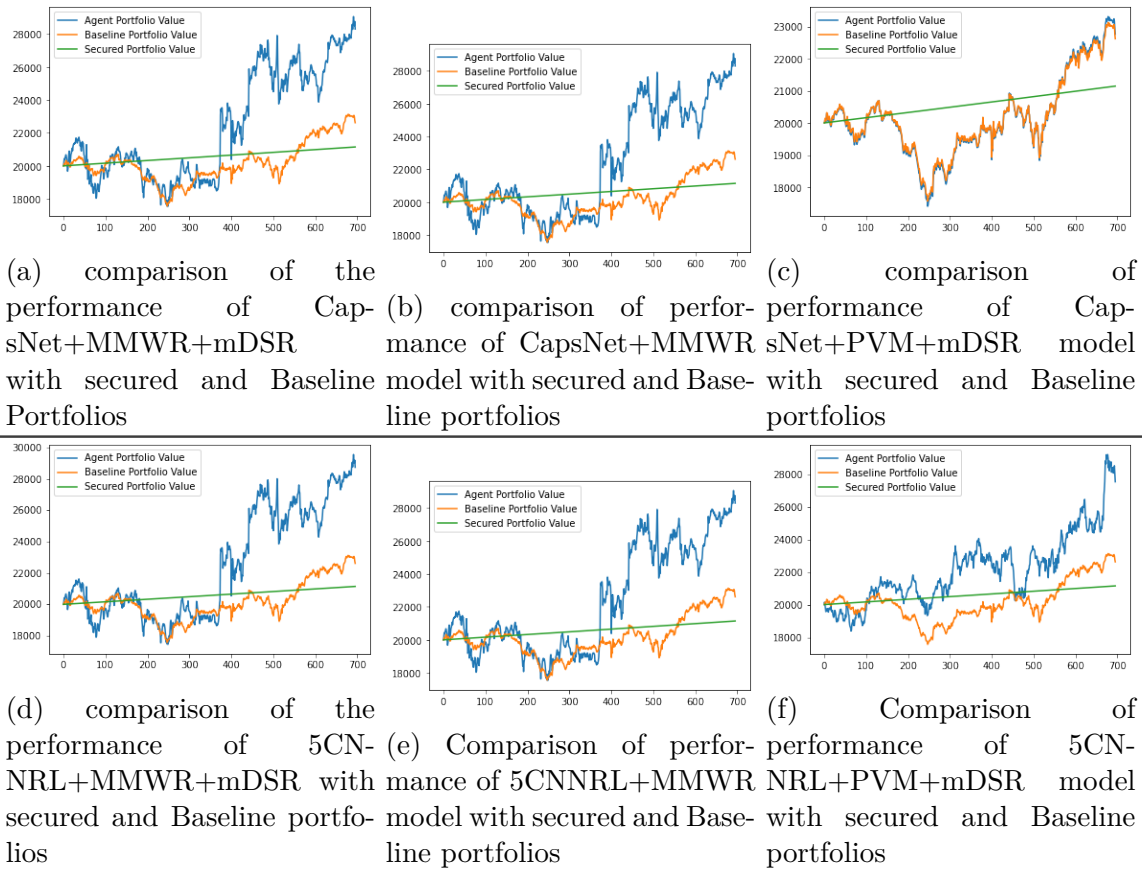 28000
26000
24000
22000
20000
18000
Agent Portfolio Value
Baseline Portfolio Value
Secured Portfolio Value
0 100 200 300 400 500 600 700
(a) comparison of the
performance of Cap-
sNet+MMWR+mDSR
with secured and Baseline
Portfolios
28000
26000
24000
22000
20000
18000
Agent Portfolio Value
Baseline Portfolio Value
Secured Portfolio Value
0 100 200 300 400 500 600 700
(b) comparison of perfor-
mance of CapsNet+MMWR
model with secured and Base-
line portfolios
23000
22000
21000
20000
19000
18000
Agent Portfolio Value
Baseline Portfolio Value
Secured Portfolio Value
0 100 200 300 400 500 600 700
(c) comparison of
performance of Cap-
sNet+PVM+mDSR model
with secured and Baseline
portfolios
30000
28000
26000
24000
22000
20000
18000
Agent Portfolio Value
Baseline Portfolio Value
Secured Portfolio Value
0 100 200 300 400 500 600 700
(d) comparison of the
performance of 5CN-
NRL+MMWR+mDSR with
secured and Baseline portfo-
lios
28000
26000
24000
22000
20000
18000
Agent Portfolio Value
Baseline Portfolio Value
Secured Portfolio Value
0 100 200 300 400 500 600 700
(e) Comparison of perfor-
mance of 5CNNRL+MMWR
model with secured and Base-
line portfolios
28000
26000
24000
22000
20000
18000
Agent Portfolio Value
Baseline Portfolio Value
Secured Portfolio Value
0 100 200 300 400 500 600 700
(f) Comparison of
performance of 5CN-
NRL+PVM+mDSR model
with secured and Baseline
portfolios